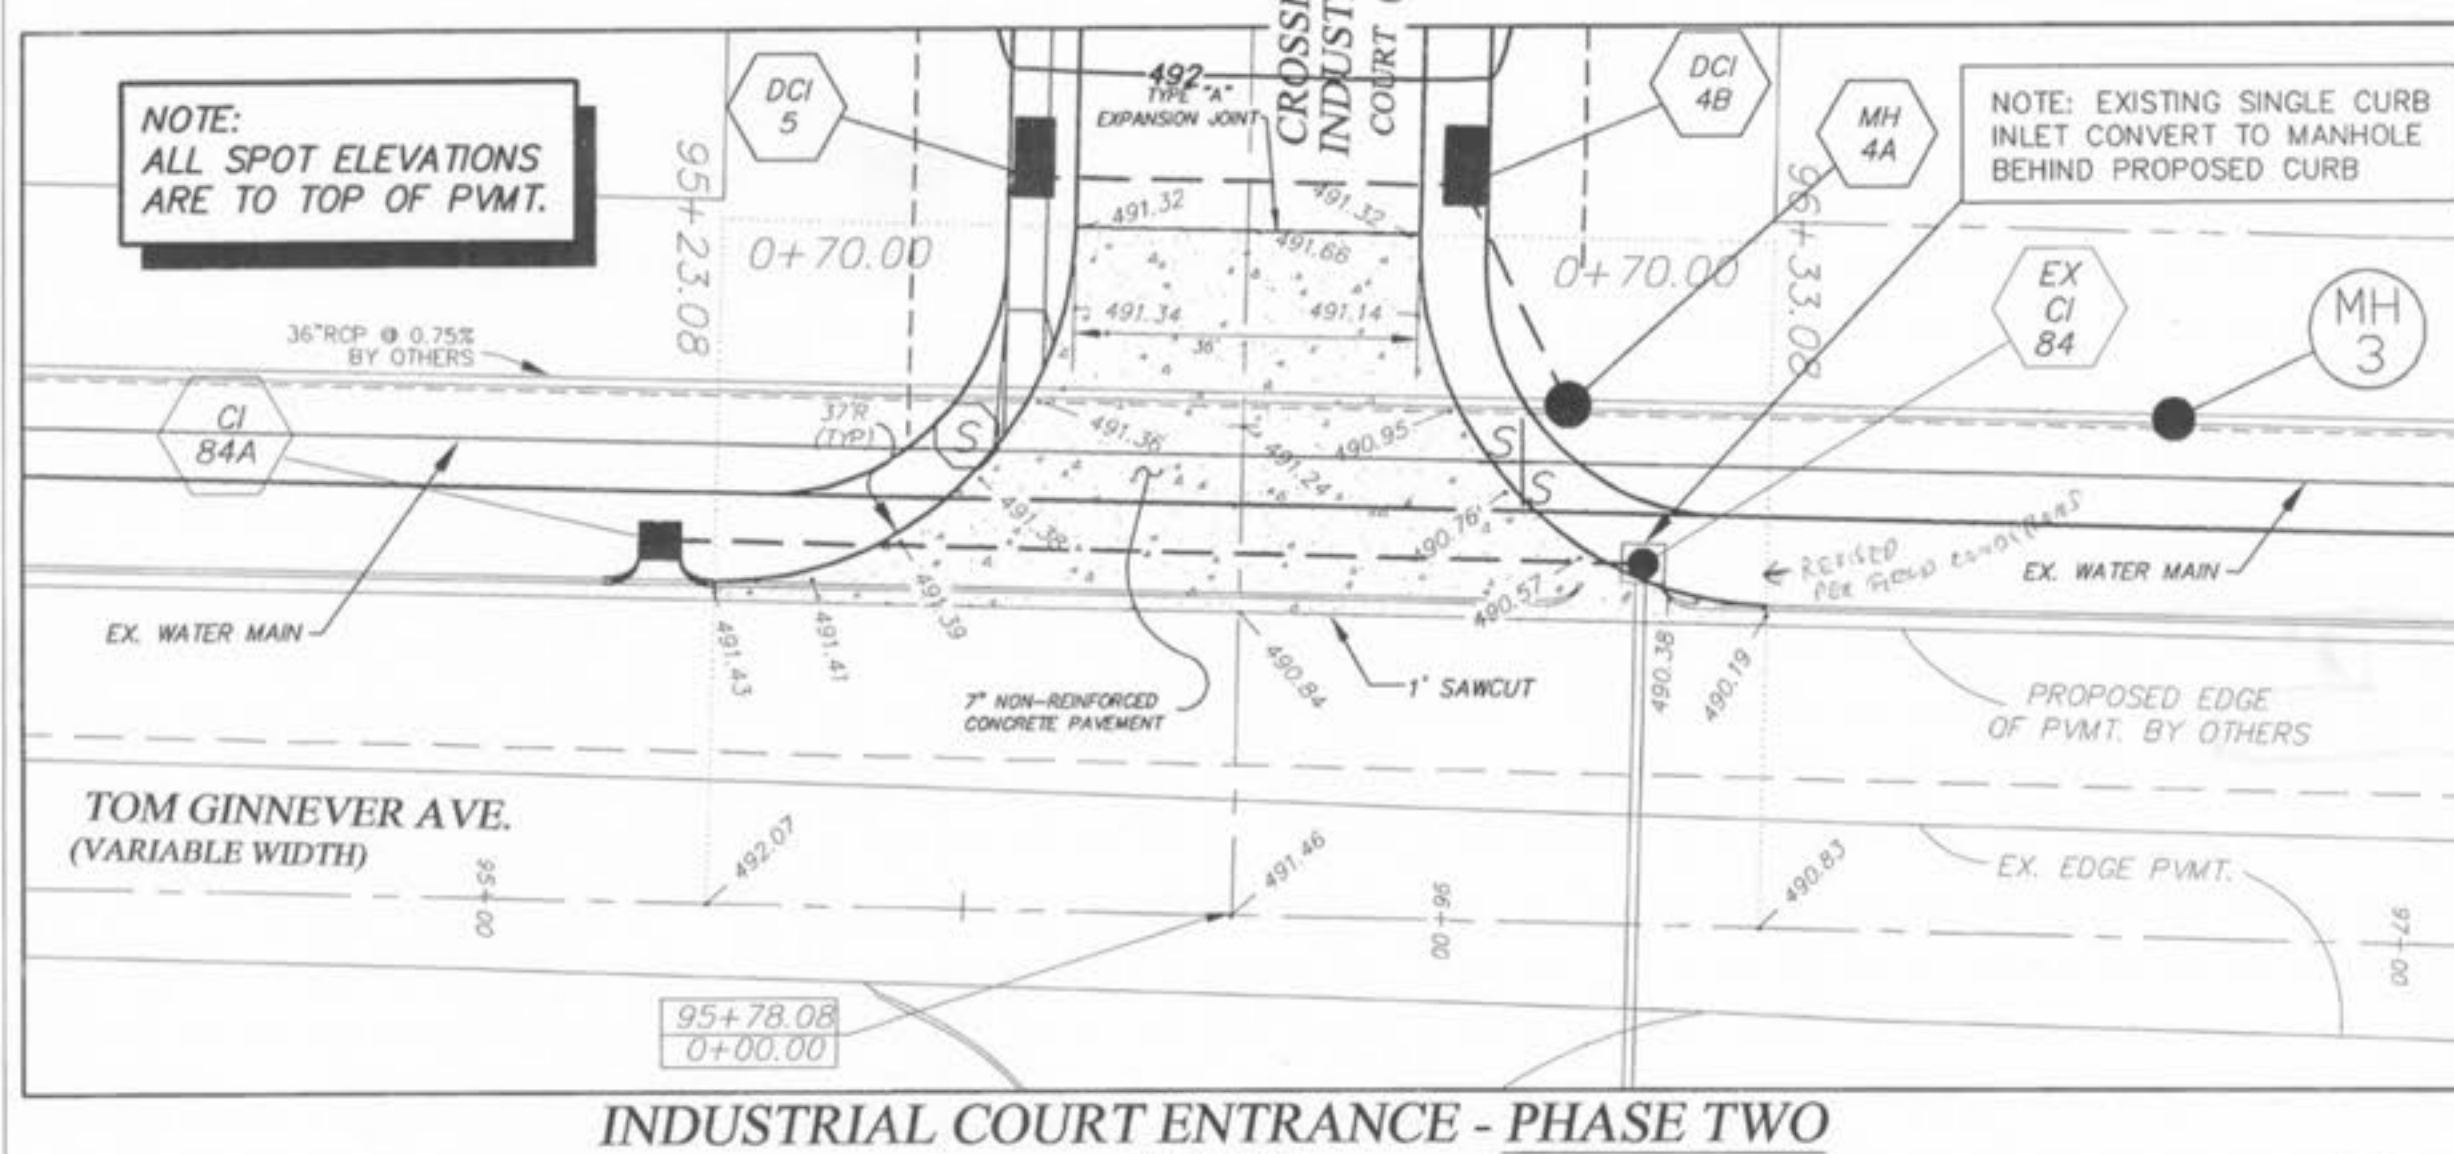 CROSSI
INDUST
COURT
NOTE:
ALL SPOT ELEVATIONS
ARE TO TOP OF PVMT.
DCI
5
492
TYPE "A"
EXPANSION JOINT
DCI
4B
MH
4A
NOTE: EXISTING SINGLE CURB
INLET CONVERT TO MANHOLE
BEHIND PROPOSED CURB
95+23.08
0+70.00
491.32
491.32
491.66
0+70.00
96+33.08
EX
CI
84
MH
3
36"RCP @ 0.75%
BY OTHERS
491.34
491.14
36'
CI
84A
37'R
(TYP)
S
491.36
491.24
490.95
S
S
491.38
490.76
490.57
REVISED
PER FIELD CONDITIONS
EX. WATER MAIN
EX. WATER MAIN
491.43
491.41
491.39
7" NON-REINFORCED
CONCRETE PAVEMENT
490.84
1' SAWCUT
490.38
490.19
PROPOSED EDGE
OF PVMT. BY OTHERS
TOM GINNEVER AVE.
(VARIABLE WIDTH)
95+00
492.07
491.46
96+00
490.83
EX. EDGE PVMT.
97+00
95+78.08
0+00.00
INDUSTRIAL COURT ENTRANCE - PHASE TWO